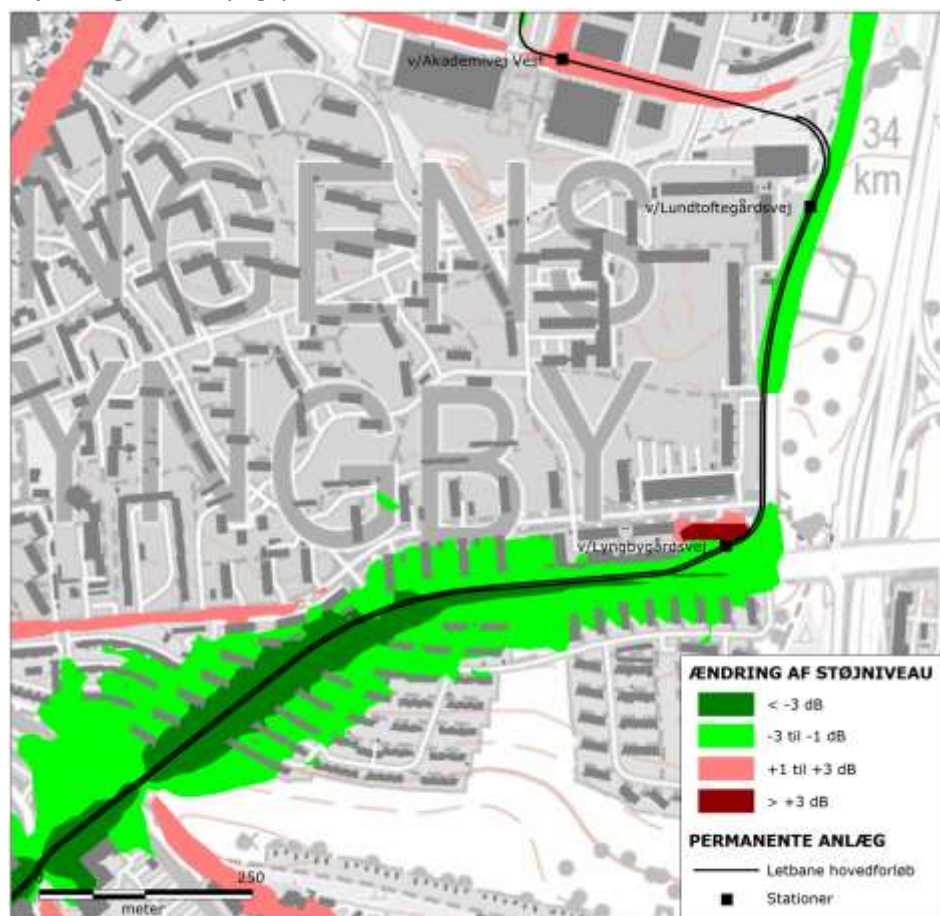 v/Akademivej Vest
34
km
NGENS
v/Lundtoftegårdsvej
YNGBY
v/Lyngbygårdsvej
ÆNDRING AF STØJNIVEAU
< -3 dB
-3 til -1 dB
+1 til +3 dB
> +3 dB
PERMANENTE ANLÆG
Letbane hovedforløb
Stationer
250
meter